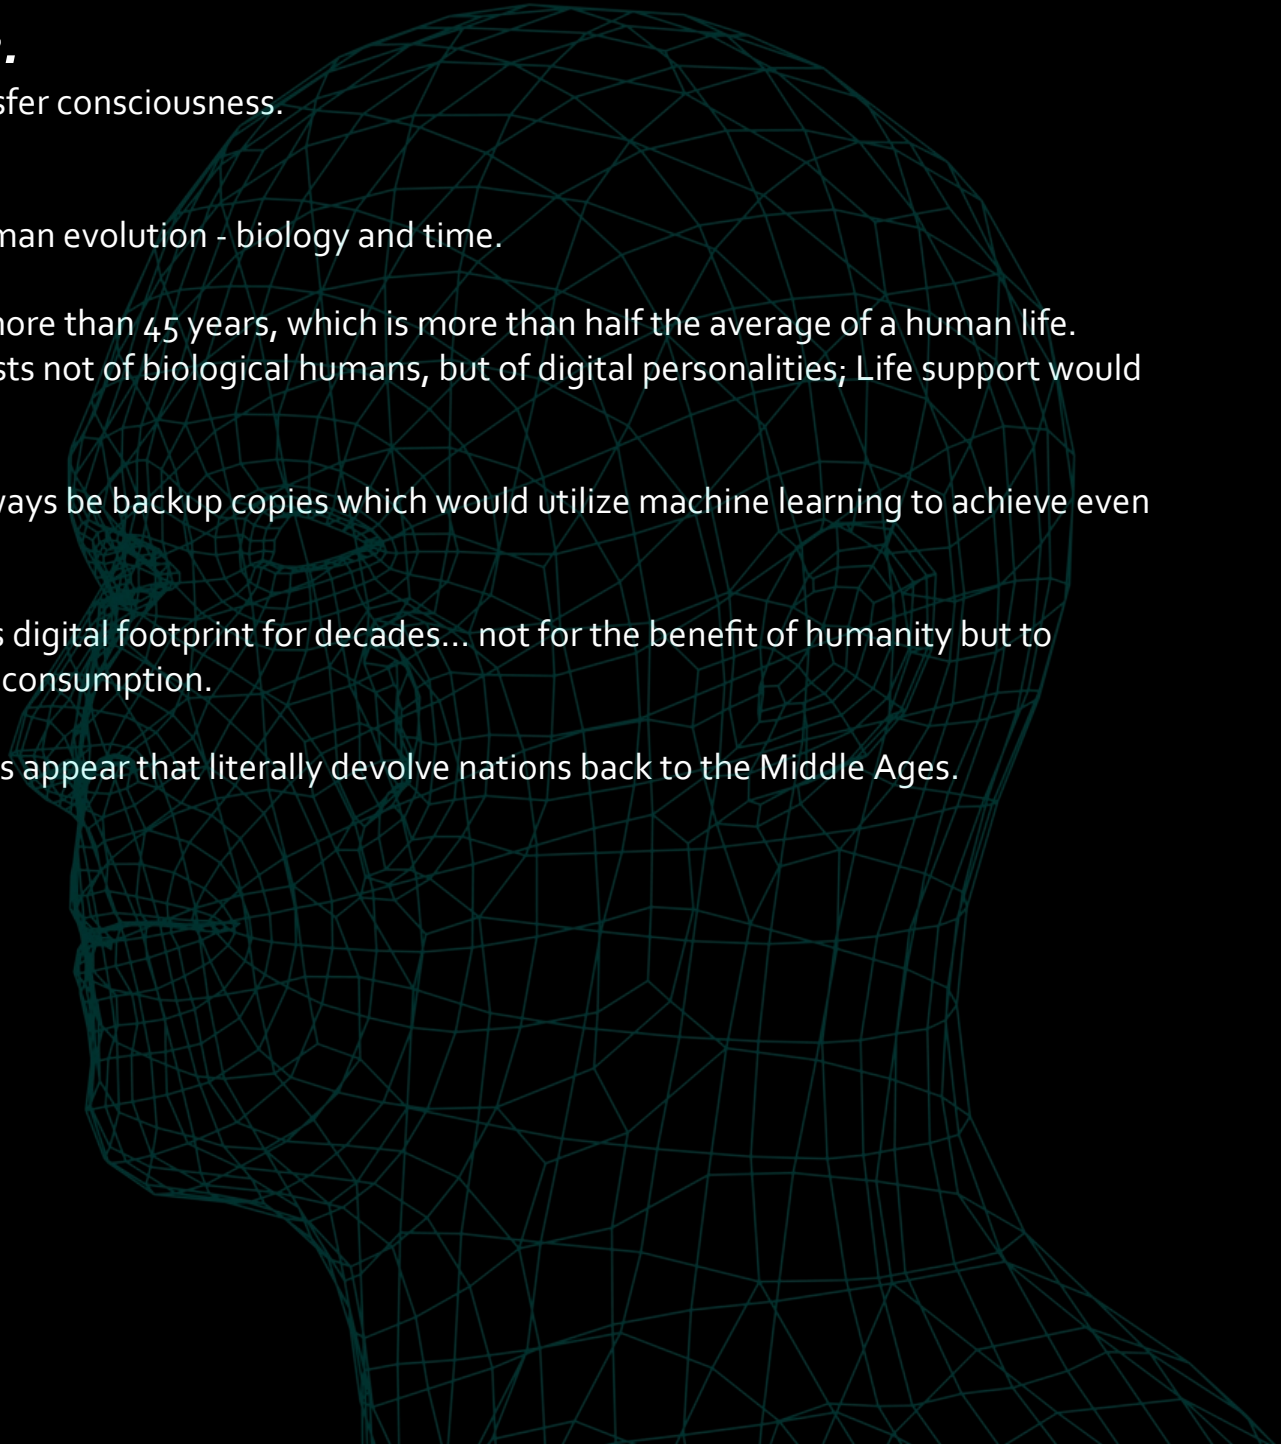 .
sfer consciousness.
man evolution - biology and time.
more than 45 years, which is more than half the average of a human life.
sts not of biological humans, but of digital personalities; Life support would
ways be backup copies which would utilize machine learning to achieve even
s digital footprint for decades... not for the benefit of humanity but to
consumption.
s appear that literally devolve nations back to the Middle Ages.